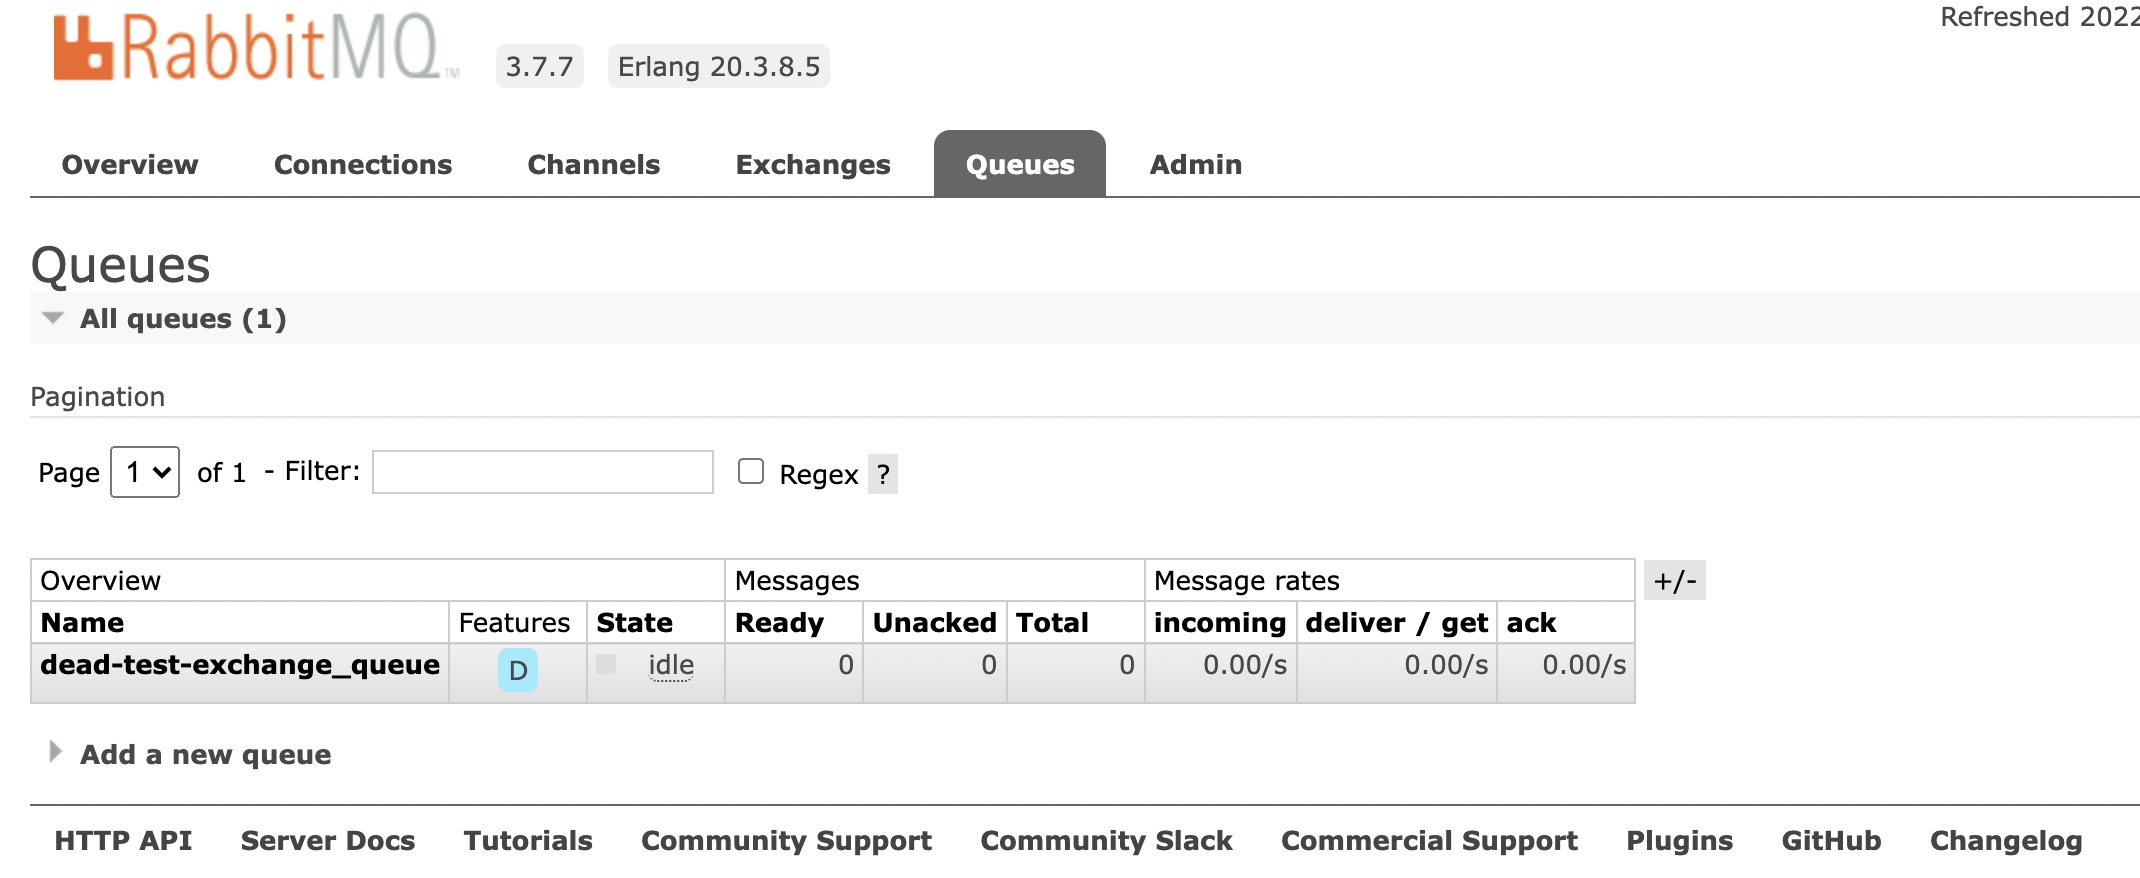 Refreshed 2022
RabbitMQ™ 3.7.7 Erlang 20.3.8.5
Overview Connections Channels Exchanges Queues Admin
Queues
All queues (1)
Pagination
Page 1 of 1 - Filter: Regex ?
Overview Messages Message rates +/-
Name Features State Ready Unacked Total incoming deliver / get ack
dead-test-exchange_queue D idle 0 0 0 0.00/s 0.00/s 0.00/s
Add a new queue
HTTP API Server Docs Tutorials Community Support Community Slack Commercial Support Plugins GitHub Changelog